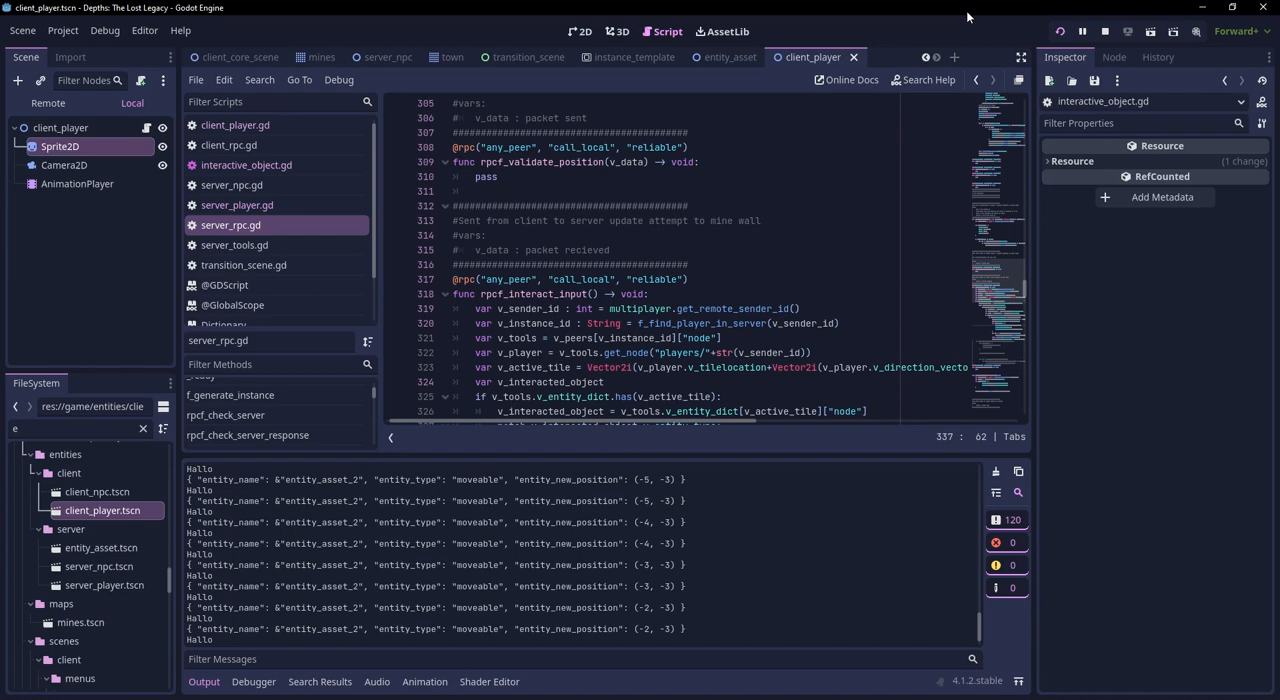 client_player.tscn - Depths: The Lost Legacy - Godot Engine
Scene Project Debug Editor Help
2D 3D Script AssetLib
Forward+
Scene Import
client_core_scene mines server_npc town transition_scene instance_template entity_asset client_player
Inspector Node History
Filter Nodes
File Edit Search Go To Debug
Online Docs Search Help
Remote Local
Filter Scripts
interactive_object.gd
Filter Properties
client_player
Sprite2D
Camera2D
AnimationPlayer
client_player.gd
client_rpc.gd
interactive_object.gd
server_npc.gd
server_player.gd
server_rpc.gd
server_tools.gd
transition_scene.gd
@GDScript
@GlobalScope
Dictionary
server_rpc.gd
Filter Methods
_ready
f_generate_instance
rpcf_check_server
rpcf_check_server_response
305 #vars:
306 # v_data : packet sent
307 ##########################################
308 @rpc("any_peer", "call_local", "reliable")
309 func rpcf_validate_position(v_data) -> void:
310 pass
311
312 ##########################################
313 #Sent from client to server update attempt to mine wall
314 #vars:
315 # v_data : packet recieved
316 ##########################################
317 @rpc("any_peer", "call_local", "reliable")
318 func rpcf_interact_input() -> void:
319 var v_sender_id : int = multiplayer.get_remote_sender_id()
320 var v_instance_id : String = f_find_player_in_server(v_sender_id)
321 var v_tools = v_peers[v_instance_id]["node"]
322 var v_player = v_tools.get_node("players/"+str(v_sender_id))
323 var v_active_tile = Vector2i(v_player.v_tilelocation+Vector2i(v_player.v_direction_vecto
324 var v_interacted_object
325 if v_tools.v_entity_dict.has(v_active_tile):
326 v_interacted_object = v_tools.v_entity_dict[v_active_tile]["node"]
337 : 62 | Tabs
Resource
Resource (1 change)
RefCounted
Add Metadata
FileSystem
res://game/entities/clie
e
entities
client
client_npc.tscn
client_player.tscn
server
entity_asset.tscn
server_npc.tscn
server_player.tscn
maps
mines.tscn
scenes
client
menus
Hallo
{ "entity_name": &"entity_asset_2", "entity_type": "moveable", "entity_new_position": (-5, -3) }
Hallo
{ "entity_name": &"entity_asset_2", "entity_type": "moveable", "entity_new_position": (-5, -3) }
Hallo
{ "entity_name": &"entity_asset_2", "entity_type": "moveable", "entity_new_position": (-4, -3) }
Hallo
{ "entity_name": &"entity_asset_2", "entity_type": "moveable", "entity_new_position": (-4, -3) }
Hallo
{ "entity_name": &"entity_asset_2", "entity_type": "moveable", "entity_new_position": (-3, -3) }
Hallo
{ "entity_name": &"entity_asset_2", "entity_type": "moveable", "entity_new_position": (-3, -3) }
Hallo
{ "entity_name": &"entity_asset_2", "entity_type": "moveable", "entity_new_position": (-2, -3) }
Hallo
{ "entity_name": &"entity_asset_2", "entity_type": "moveable", "entity_new_position": (-2, -3) }
Hallo
120
0
0
0
Filter Messages
Output Debugger Search Results Audio Animation Shader Editor
4.1.2.stable